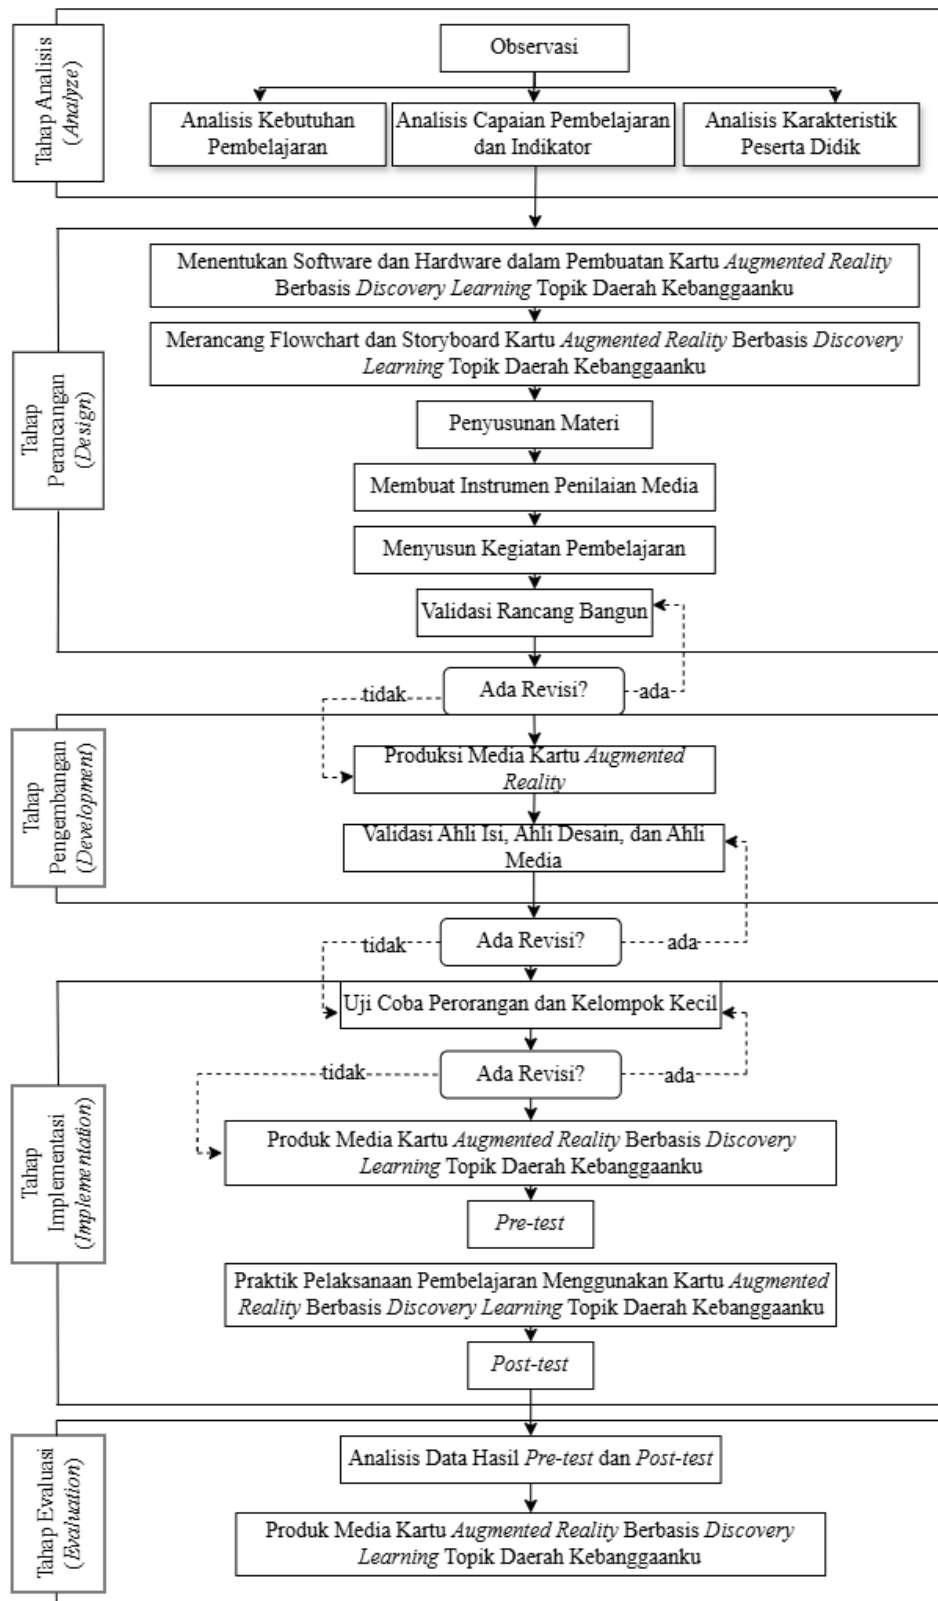 Tahap Analisis
(Analyze)
Observasi
Analisis Kebutuhan
Pembelajaran
Analisis Capaian Pembelajaran
dan Indikator
Analisis Karakteristik
Peserta Didik
Tahap
Perancangan
(Design)
Menentukan Software dan Hardware dalam Pembuatan Kartu Augmented Reality
Berbasis Discovery Learning Topik Daerah Kebanggaanku
Merancang Flowchart dan Storyboard Kartu Augmented Reality Berbasis Discovery
Learning Topik Daerah Kebanggaanku
Penyusunan Materi
Membuat Instrumen Penilaian Media
Menyusun Kegiatan Pembelajaran
Validasi Rancang Bangun
tidak
Ada Revisi?
ada
Tahap
Pengembangan
(Development)
Produksi Media Kartu Augmented
Reality
Validasi Ahli Isi, Ahli Desain, dan Ahli
Media
tidak
Ada Revisi?
ada
Tahap
Implementasi
(Implementation)
Uji Coba Perorangan dan Kelompok Kecil
tidak
Ada Revisi?
ada
Produk Media Kartu Augmented Reality Berbasis Discovery
Learning Topik Daerah Kebanggaanku
Pre-test
Praktik Pelaksanaan Pembelajaran Menggunakan Kartu Augmented
Reality Berbasis Discovery Learning Topik Daerah Kebanggaanku
Post-test
Tahap Evaluasi
(Evaluation)
Analisis Data Hasil Pre-test dan Post-test
Produk Media Kartu Augmented Reality Berbasis Discovery
Learning Topik Daerah Kebanggaanku